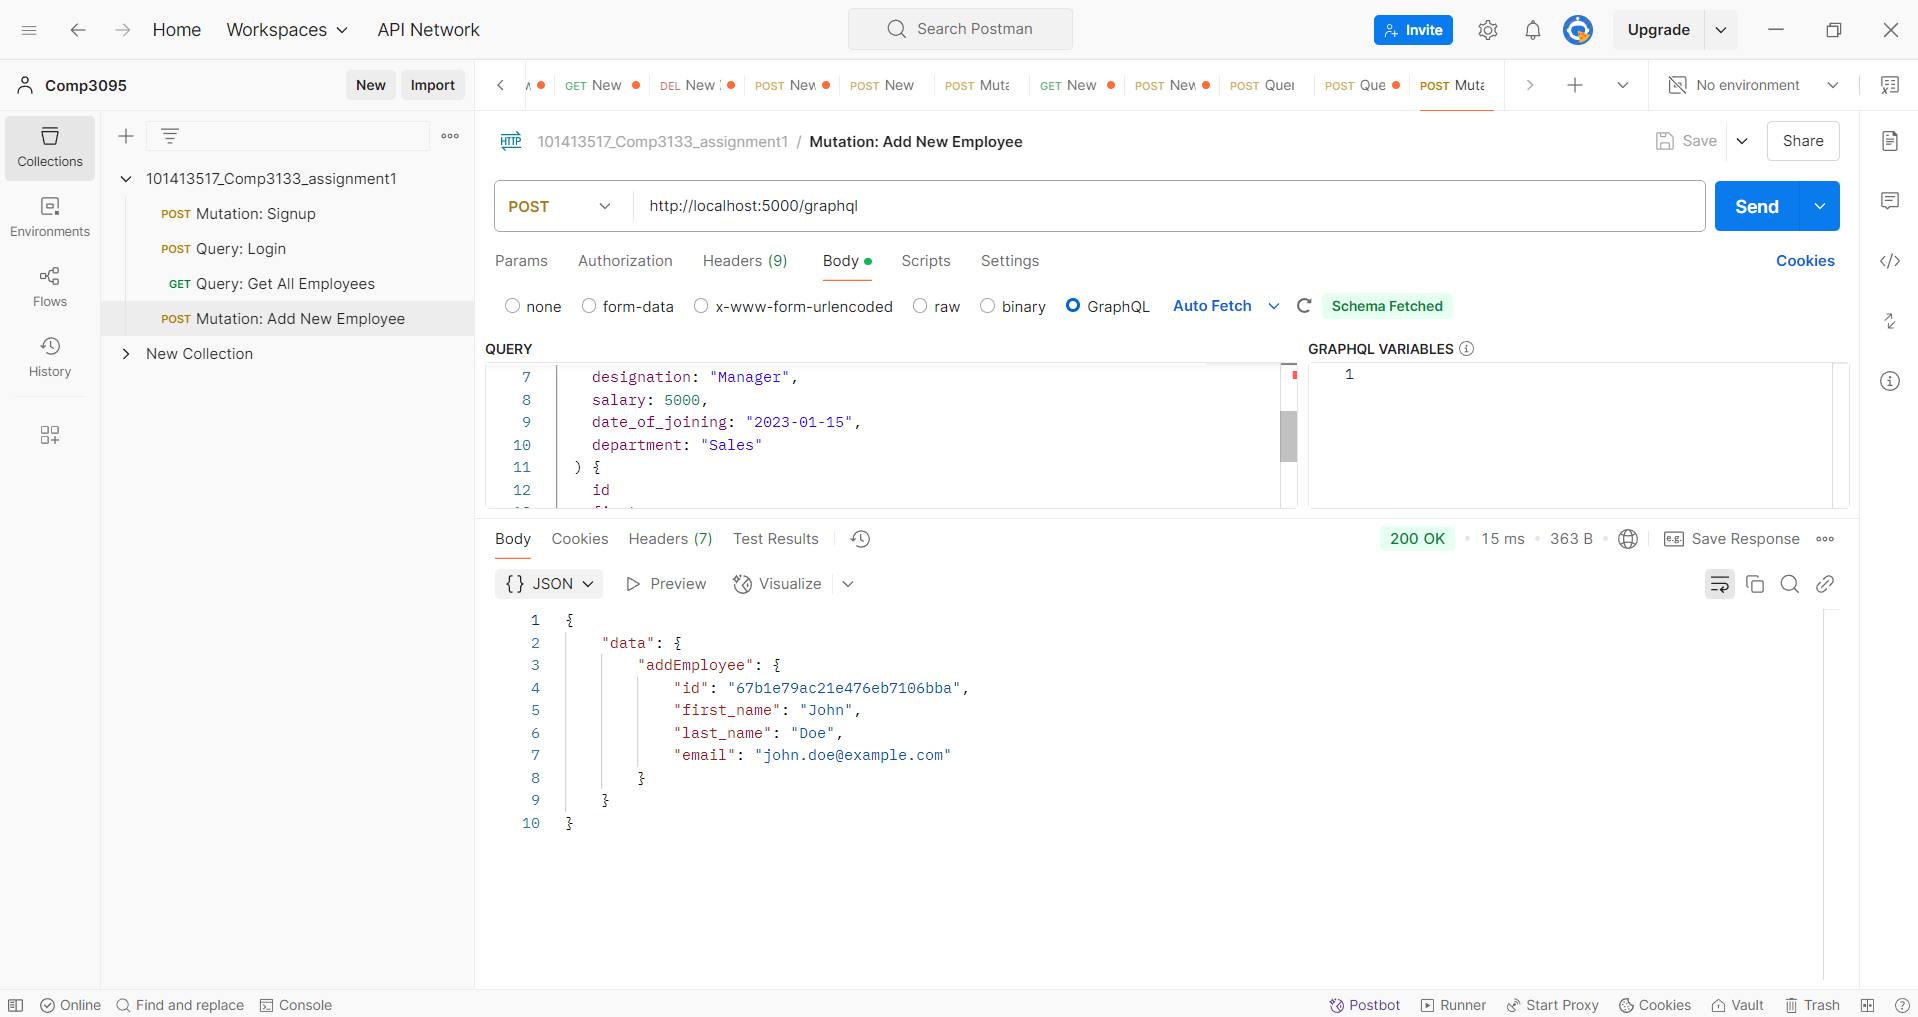 Home
Workspaces
API Network
Search Postman
Invite
Upgrade
Comp3095
New
Import
GET New
DEL New
POST New
POST New
POST Muta
GET New
POST New
POST Quer
POST Que
POST Muta
No environment
Collections
Environments
Flows
History
101413517_Comp3133_assignment1
POST Mutation: Signup
POST Query: Login
GET Query: Get All Employees
POST Mutation: Add New Employee
New Collection
HTTP 101413517_Comp3133_assignment1 / Mutation: Add New Employee
Save
Share
POST
http://localhost:5000/graphql
Send
Params
Authorization
Headers (9)
Body
Scripts
Settings
Cookies
none
form-data
x-www-form-urlencoded
raw
binary
GraphQL
Auto Fetch
Schema Fetched
QUERY
7 designation: "Manager",
8 salary: 5000,
9 date_of_joining: "2023-01-15",
10 department: "Sales"
11 ) {
12 id
GRAPHQL VARIABLES
1
Body
Cookies
Headers (7)
Test Results
200 OK
15 ms
363 B
e.g. Save Response
{} JSON
Preview
Visualize
1 {
2 "data": {
3 "addEmployee": {
4 "id": "67b1e79ac21e476eb7106bba",
5 "first_name": "John",
6 "last_name": "Doe",
7 "email": "john.doe@example.com"
8 }
9 }
10 }
Online
Find and replace
Console
Postbot
Runner
Start Proxy
Cookies
Vault
Trash